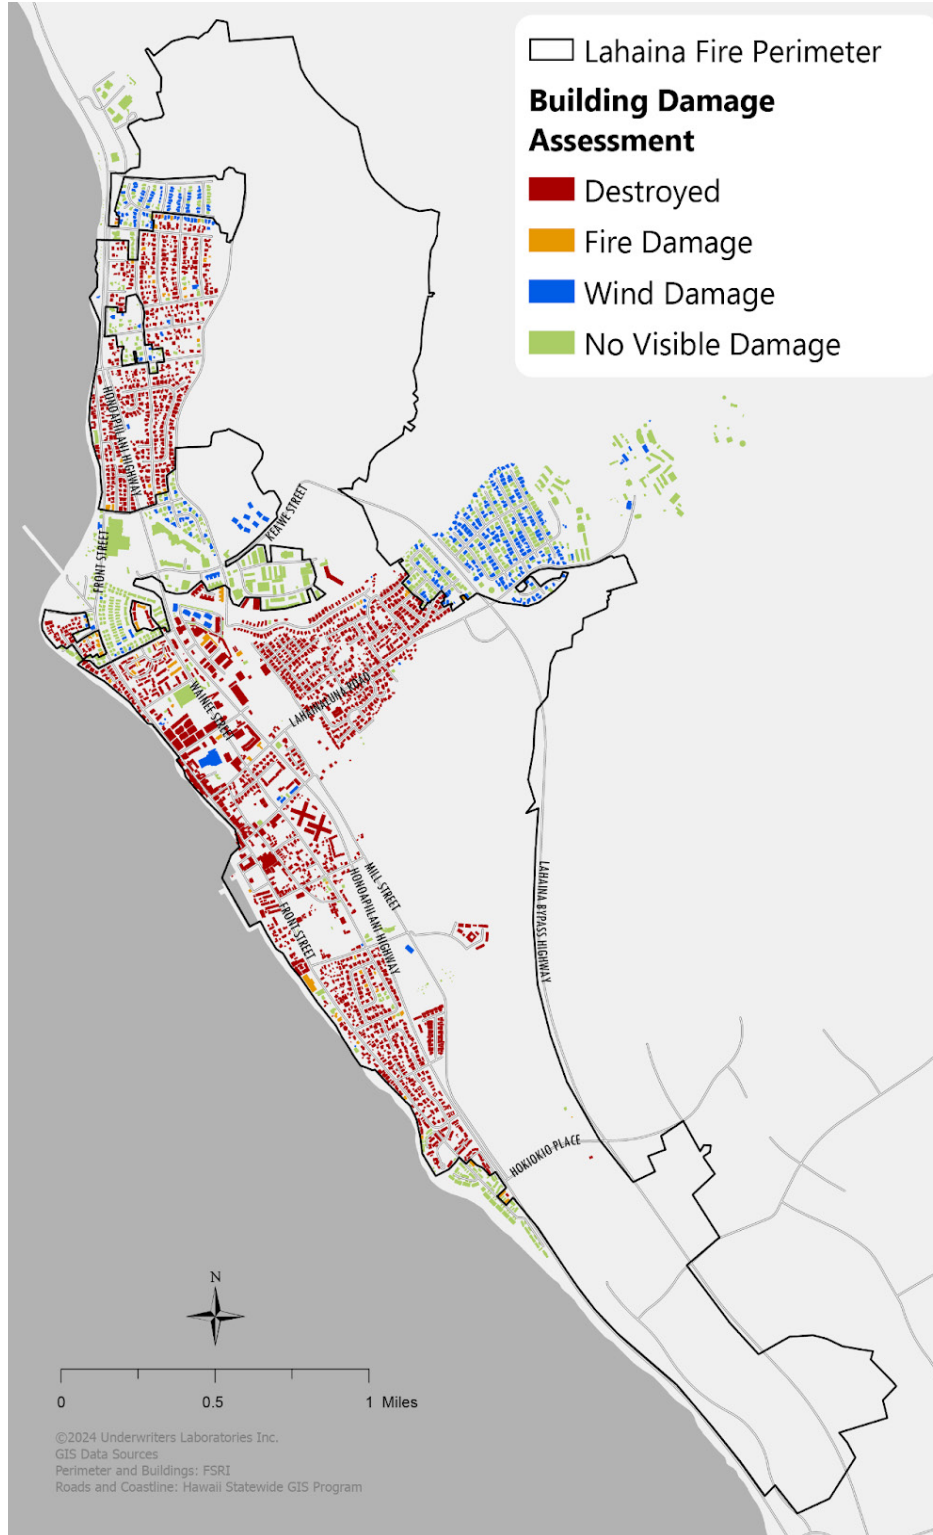 Lahaina Fire Perimeter
Building Damage
Assessment
Destroyed
Fire Damage
Wind Damage
No Visible Damage
HONOAPIILANI HIGHWAY
KEAWE STREET
FRONT STREET
WAINEE STREET
LAHAINALUNA ROAD
MILL STREET
HONOAPIILANI HIGHWAY
LAHAINA BYPASS HIGHWAY
FRONT STREET
HOKIOKIO PLACE
N
0 0.5 1 Miles
©2024 Underwriters Laboratories Inc.
GIS Data Sources
Perimeter and Buildings: FSRI
Roads and Coastline: Hawaii Statewide GIS Program